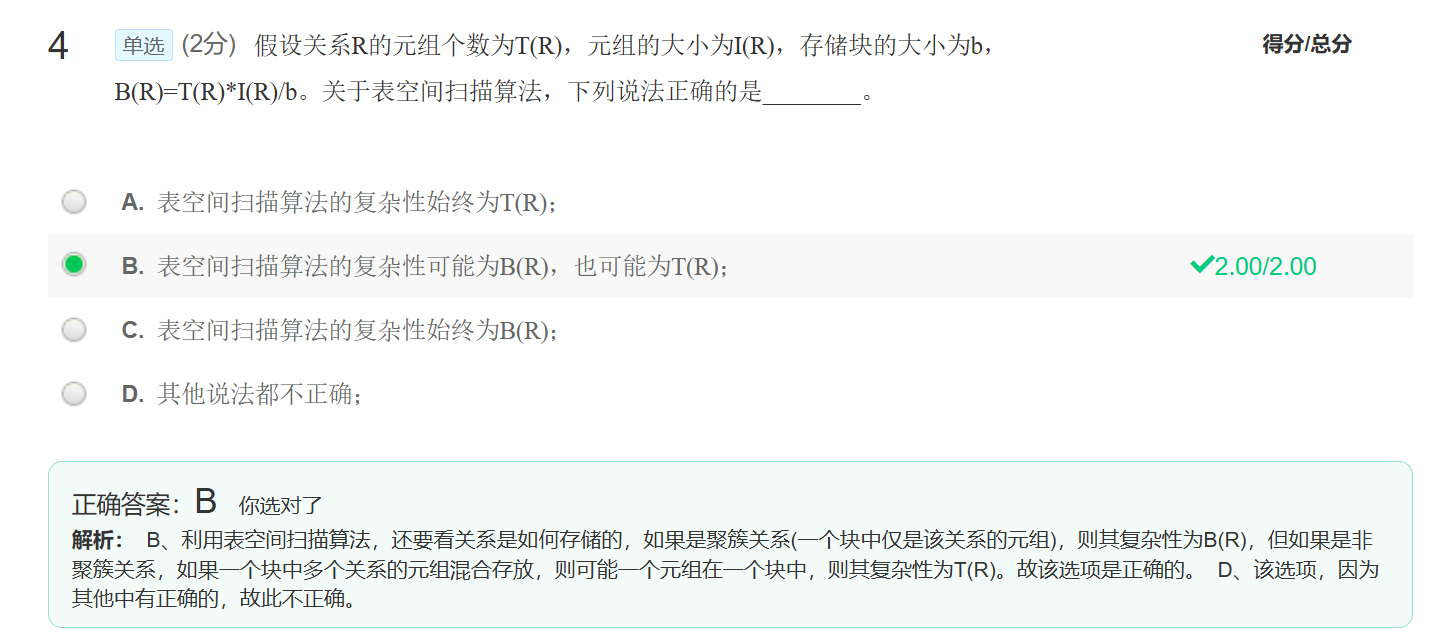 4 单选 (2分) 假设关系R的元组个数为T(R)，元组的大小为I(R)，存储块的大小为b， 得分/总分
B(R)=T(R)*I(R)/b。关于表空间扫描算法，下列说法正确的是________。
A. 表空间扫描算法的复杂性始终为T(R)；
B. 表空间扫描算法的复杂性可能为B(R)，也可能为T(R)； ✔2.00/2.00
C. 表空间扫描算法的复杂性始终为B(R)；
D. 其他说法都不正确；
正确答案：B 你选对了
解析： B、利用表空间扫描算法，还要看关系是如何存储的，如果是聚簇关系(一个块中仅是该关系的元组)，则其复杂性为B(R)，但如果是非
聚簇关系，如果一个块中多个关系的元组混合存放，则可能一个元组在一个块中，则其复杂性为T(R)。故该选项是正确的。 D、该选项，因为
其他中有正确的，故此不正确。